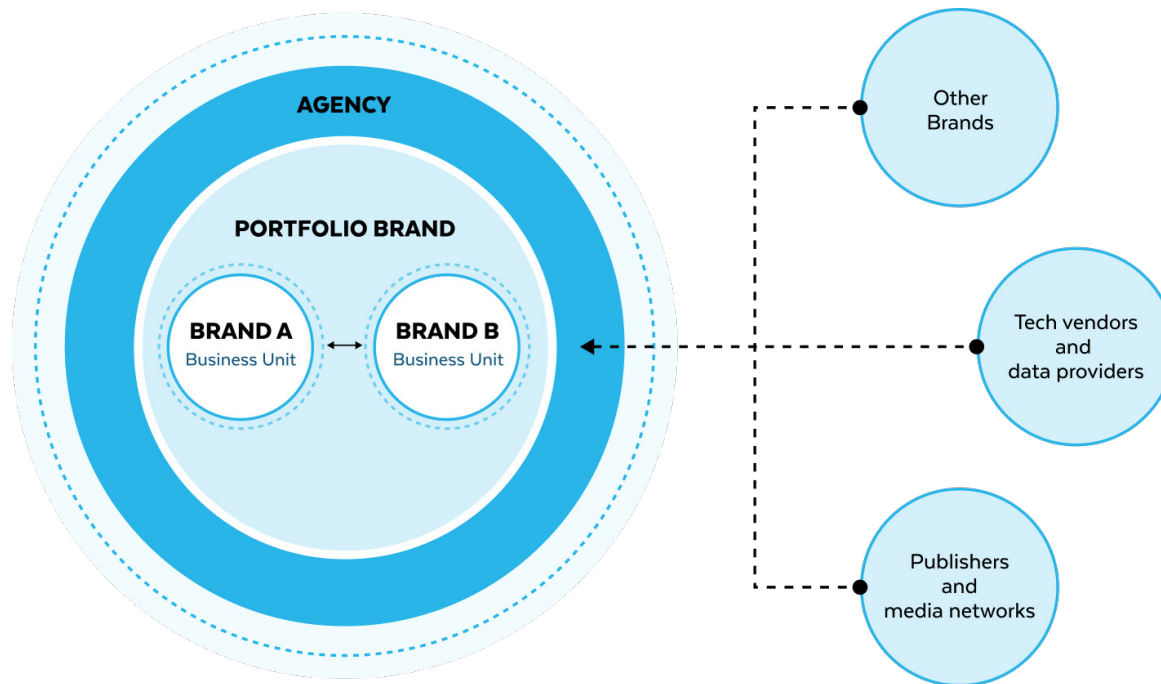 AGENCY
PORTFOLIO BRAND
BRAND A
Business Unit
BRAND B
Business Unit
Other
Brands
Tech vendors
and
data providers
Publishers
and
media networks